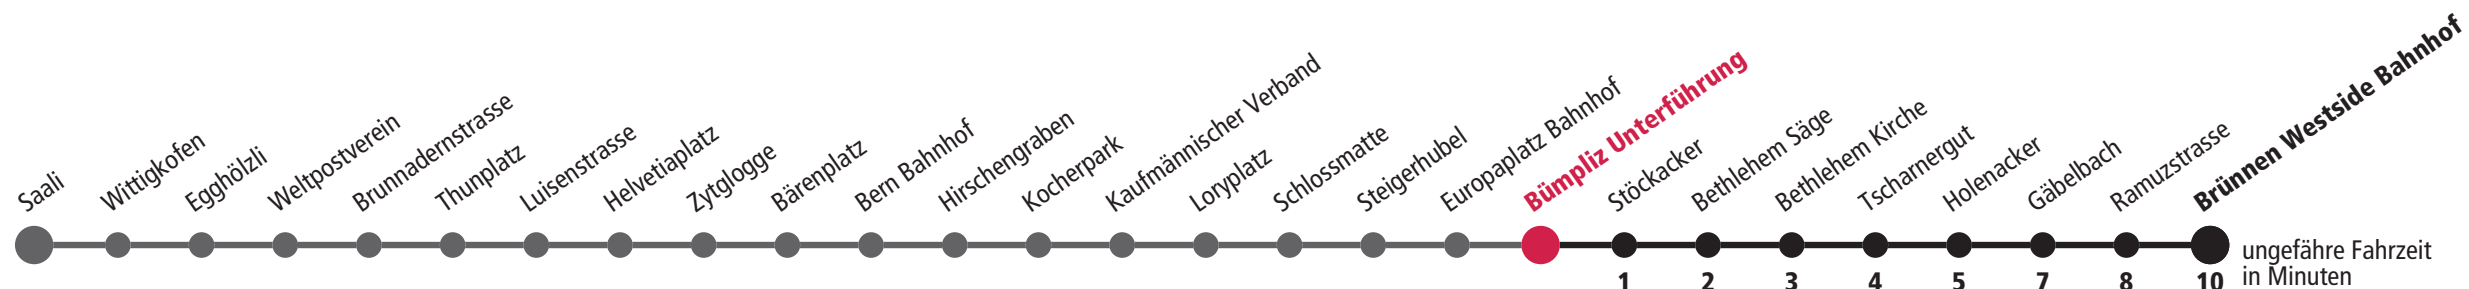 Saali
Wittigkofen
Egghölzli
Weltpostverein
Brunnadernstrasse
Thunplatz
Luisenstrasse
Helvetiaplatz
Zytglogge
Bärenplatz
Bern Bahnhof
Hirschengraben
Kocherpark
Kaufmännischer Verband
Loryplatz
Schlossmatte
Steigerhubel
Europaplatz Bahnhof
Bümpliz Unterführung
Stöckacker
Bethlehem Säge
Bethlehem Kirche
Tscharnergut
Holenacker
Gäbelbach
Ramuzstrasse
Brünnen Westside Bahnhof
1 2 3 4 5 7 8 10
ungefähre Fahrzeit
in Minuten